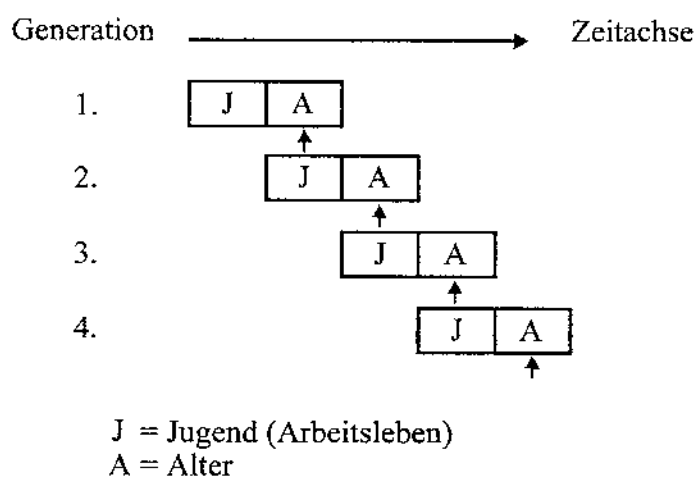 Generation Zeitachse
1. J A
2. J A
3. J A
4. J A
J = Jugend (Arbeitsleben)
A = Alter